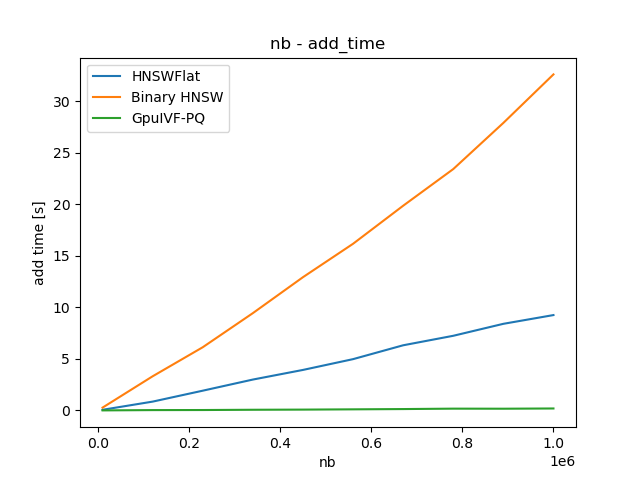 nb - add_time
HNSWFlat
Binary HNSW
GpuIVF-PQ
add time [s]
30
25
20
15
10
5
0
0.0 0.2 0.4 0.6 0.8 1.0
1e6
nb